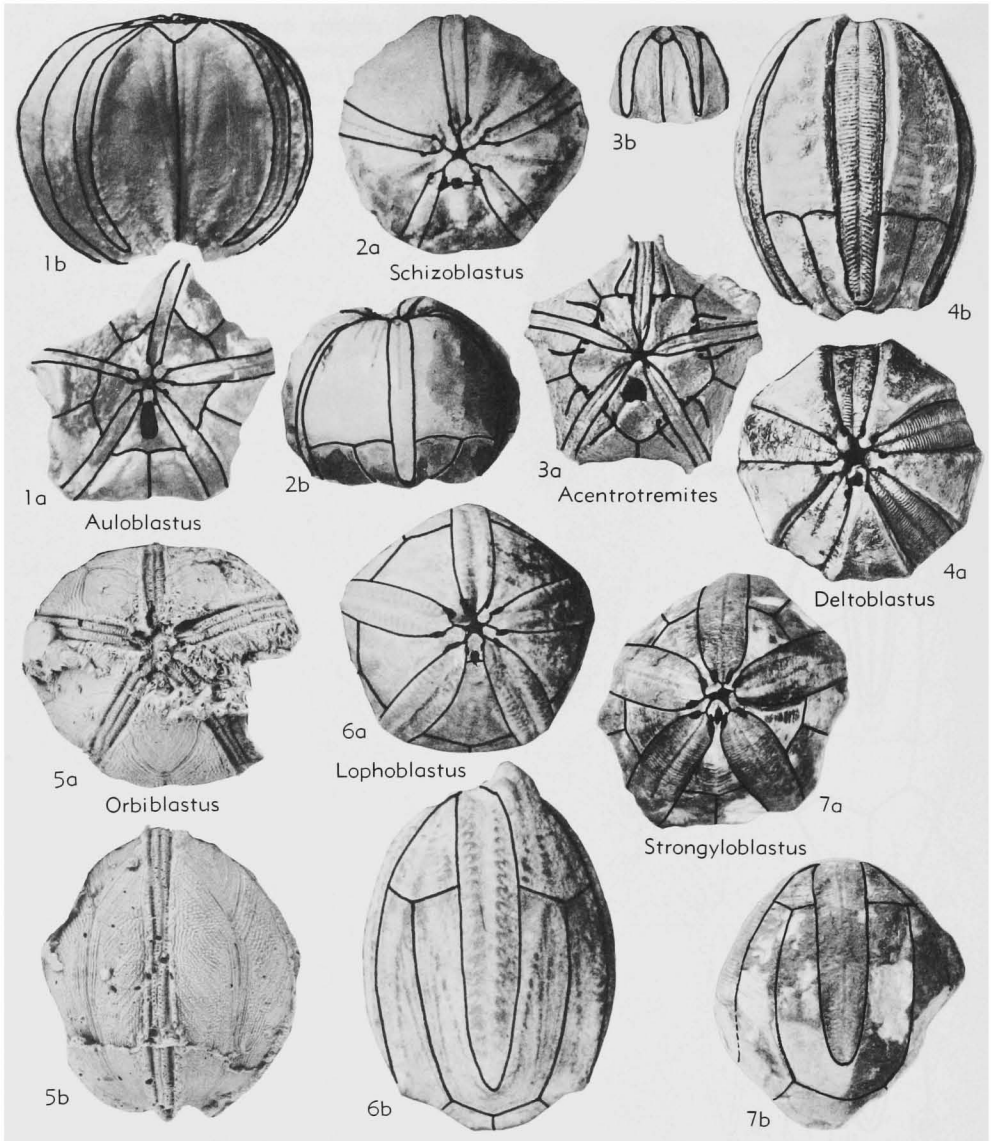 1b
2a
Schizoblastus
3b
4b
1a
Auloblastus
2b
3a
Acentrotremites
4a
Deltoblastus
5a
Orbiblastus
6a
Lophoblastus
7a
Strongyloblastus
5b
6b
7b